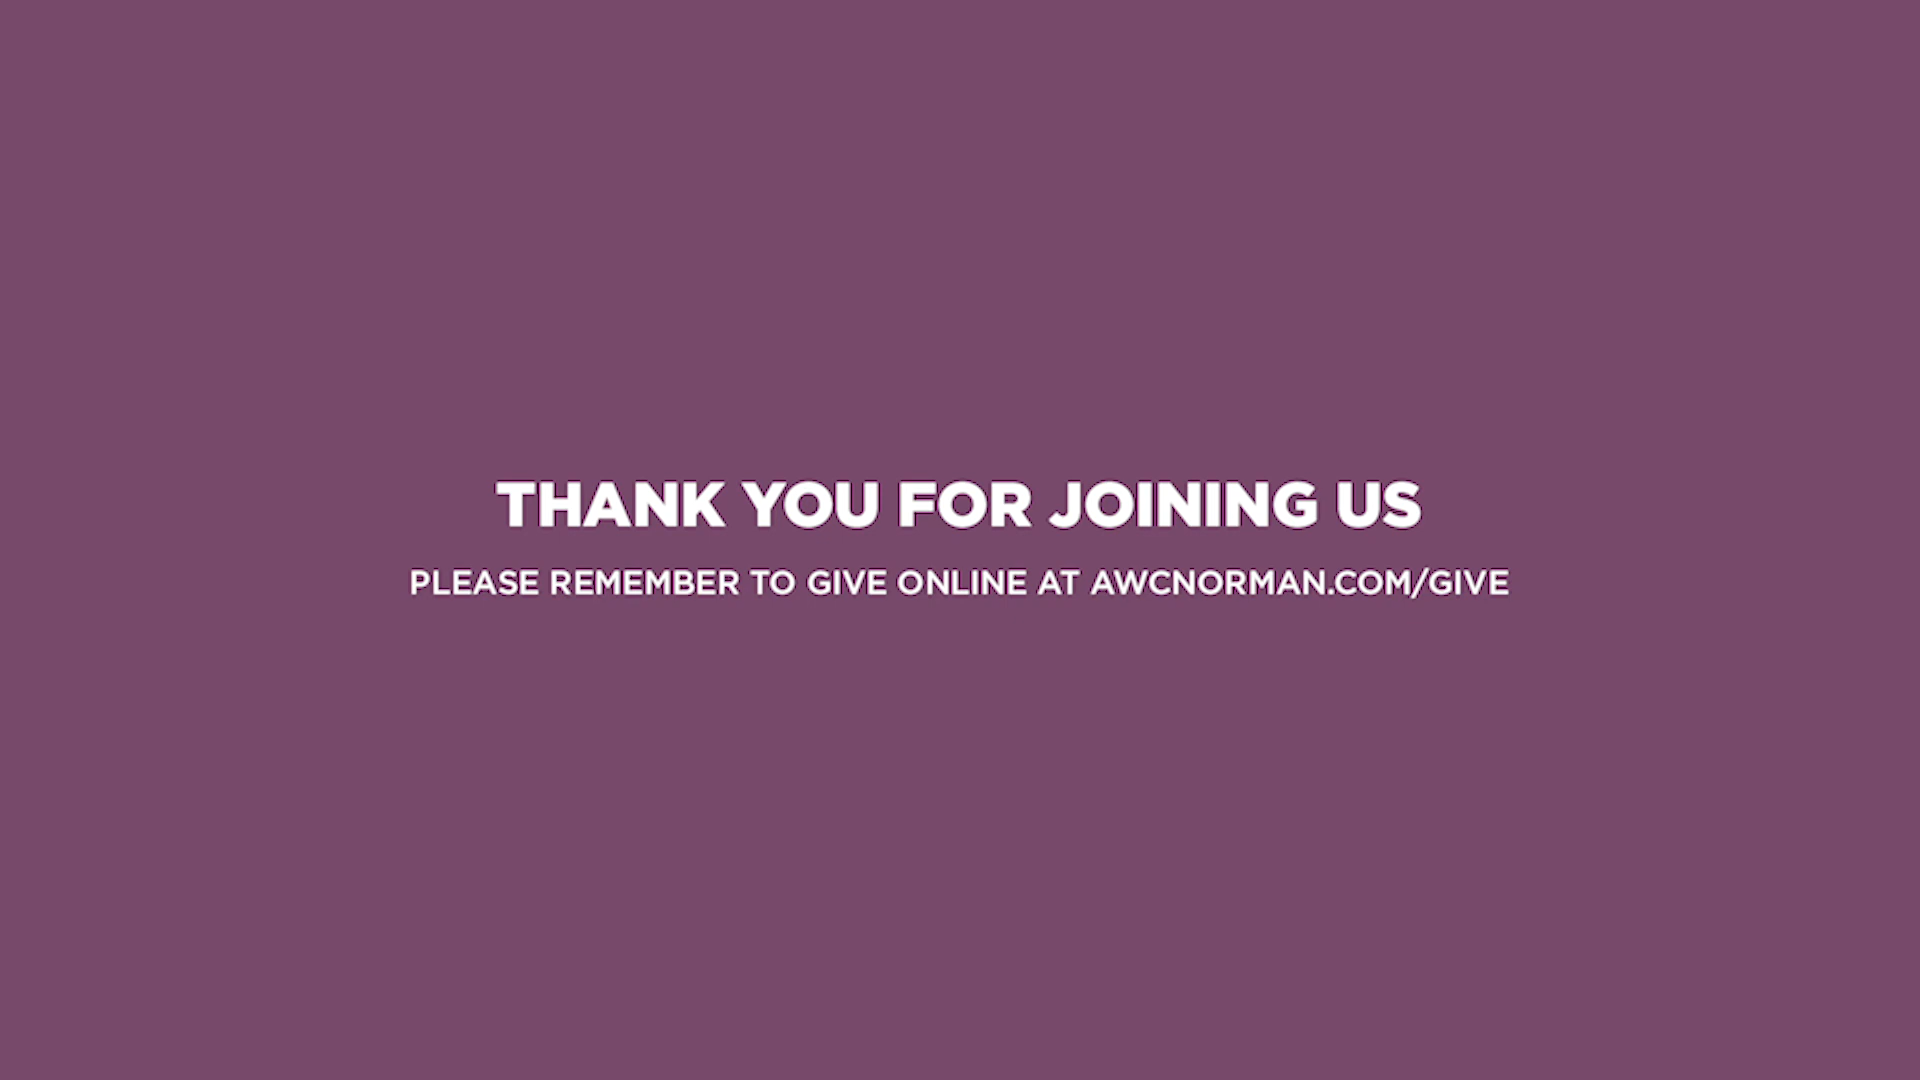 THANK YOU FOR JOINING US
PLEASE REMEMBER TO GIVE ONLINE AT AWCNORMAN.COM/GIVE